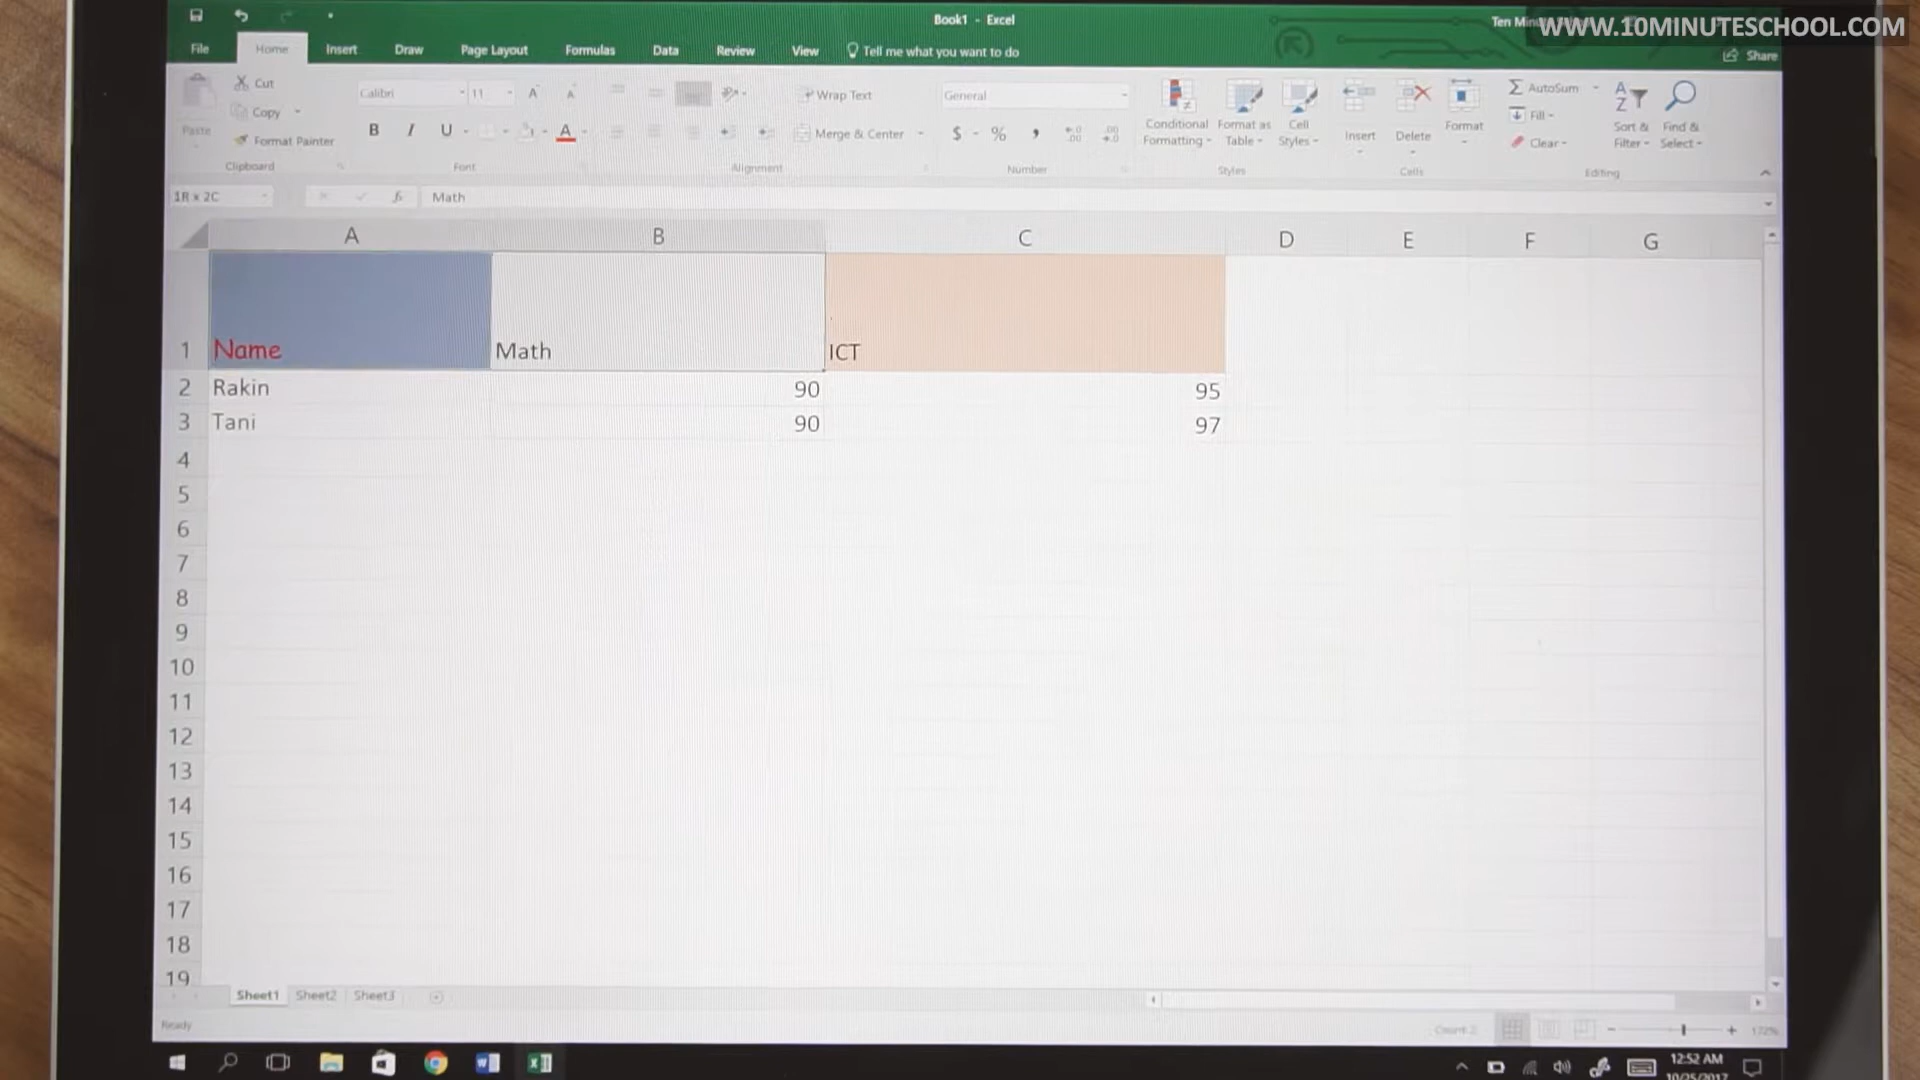 Book1 - Excel
WWW.10MINUTESCHOOL.COM
File Home Insert Draw Page Layout Formulas Data Review View Tell me what you want to do
Share
Cut
Copy
Format Painter
Paste
Clipboard
Calibri 11
B I U
Font
Wrap Text
Merge & Center
Alignment
General
$ % ,
Number
Conditional Formatting
Format as Table
Cell Styles
Styles
Insert Delete Format
Cells
AutoSum
Fill
Clear
Sort & Filter
Find & Select
Editing
1R x 2C fx Math
A B C D E F G
1 Name Math ICT
2 Rakin 90 95
3 Tani 90 97
4
5
6
7
8
9
10
11
12
13
14
15
16
17
18
19
Sheet1 Sheet2 Sheet3
Ready
172%
12:52 AM
10/25/2017